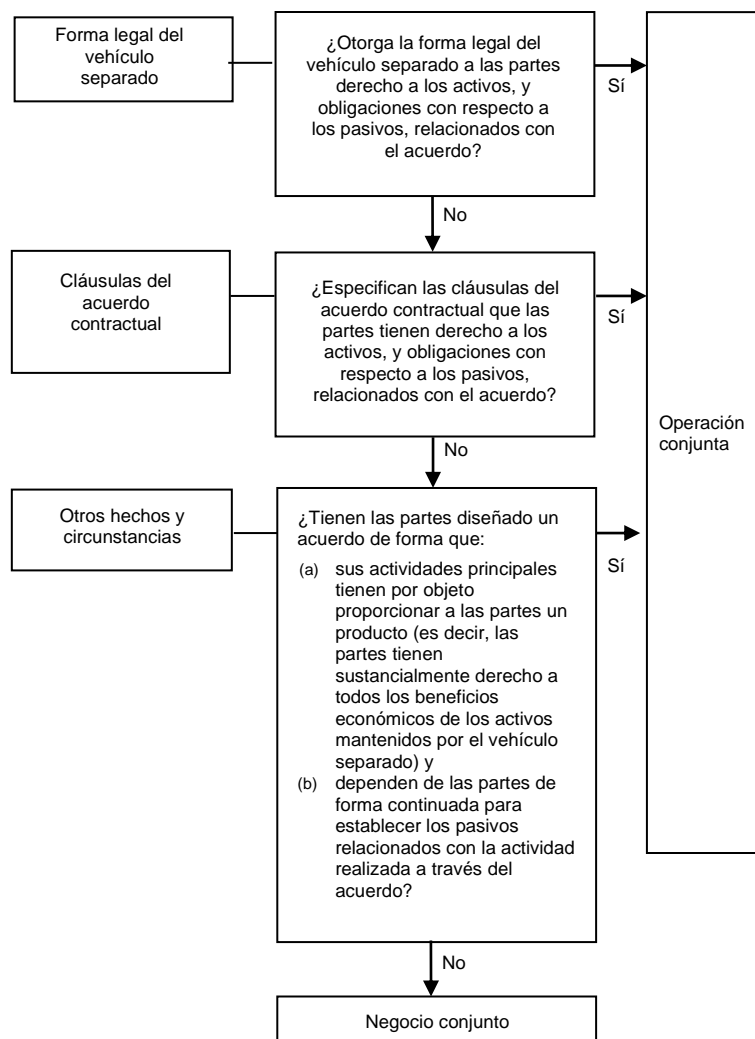 Forma legal del
vehículo
separado
¿Otorga la forma legal del
vehículo separado a las partes
derecho a los activos, y
obligaciones con respecto a
los pasivos, relacionados con
el acuerdo?
Sí
No
Cláusulas del
acuerdo
contractual
¿Especifican las cláusulas del
acuerdo contractual que las
partes tienen derecho a los
activos, y obligaciones con
respecto a los pasivos,
relacionados con el acuerdo?
Sí
Operación
conjunta
No
Otros hechos y
circunstancias
¿Tienen las partes diseñado un
acuerdo de forma que:
(a) sus actividades principales
tienen por objeto
proporcionar a las partes un
producto (es decir, las
partes tienen
sustancialmente derecho a
todos los beneficios
económicos de los activos
mantenidos por el vehículo
separado) y
(b) dependen de las partes de
forma continuada para
establecer los pasivos
relacionados con la actividad
realizada a través del
acuerdo?
Sí
No
Negocio conjunto